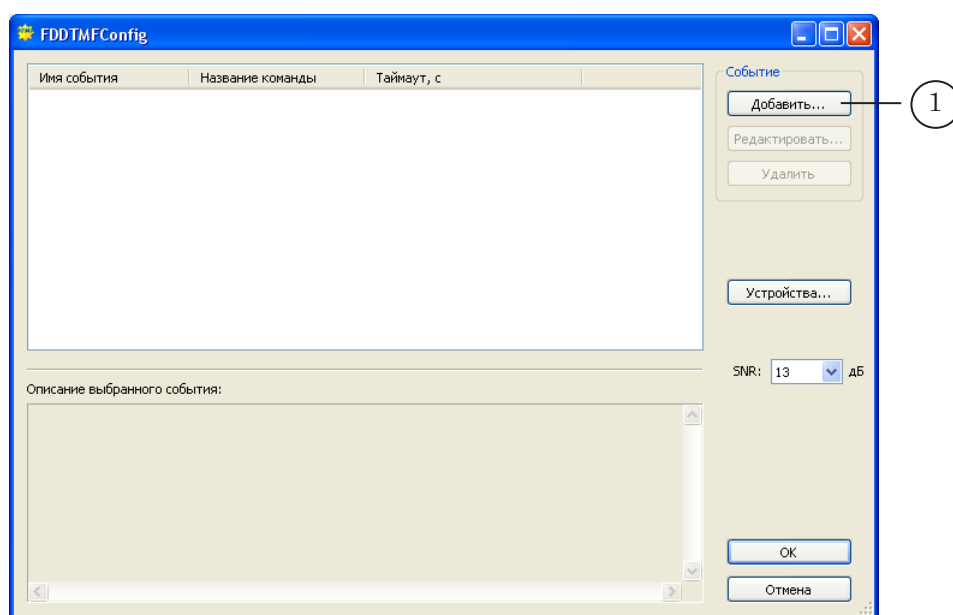 FDDTMFConfig
Имя события Название команды Таймаут, с
Событие
Добавить...
1
Редактировать...
Удалить
Устройства...
SNR: 13 дБ
Описание выбранного события:
ОК
Отмена